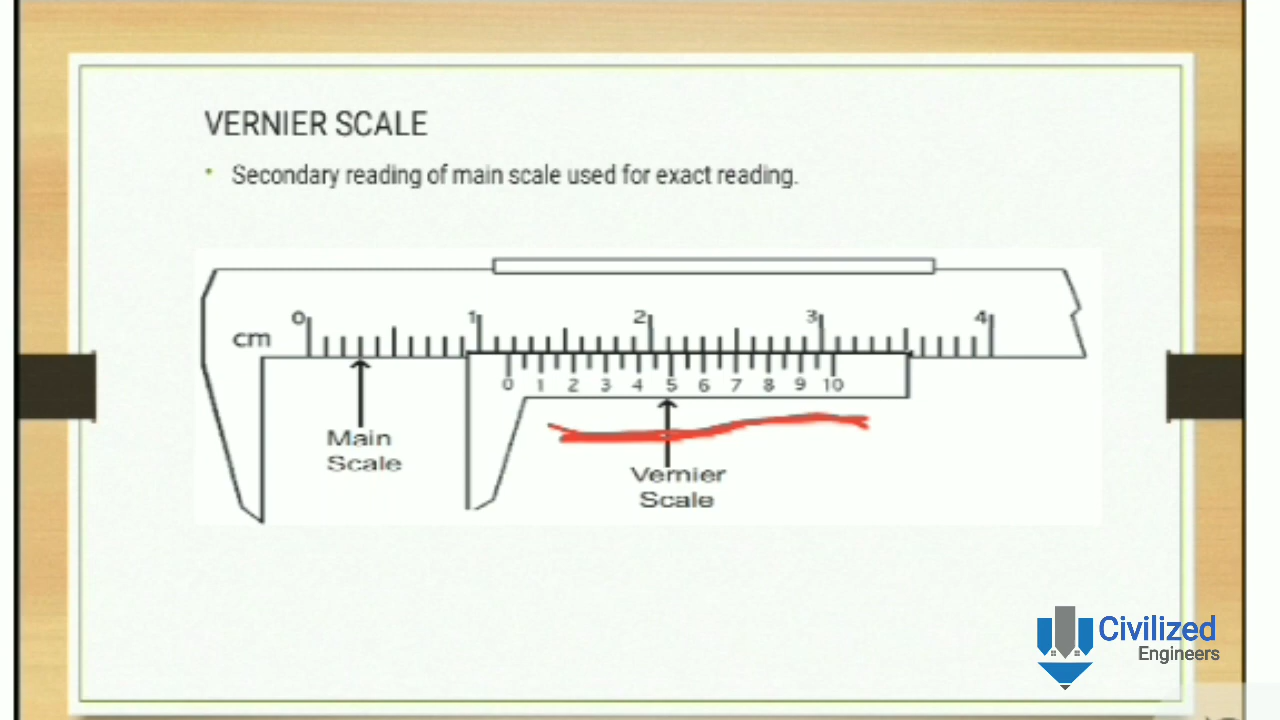 VERNIER SCALE
• Secondary reading of main scale used for exact reading.
0 1 2 3 4
cm
0 1 2 3 4 5 6 7 8 9 10
Main
Scale
Vernier
Scale
Civilized
Engineers